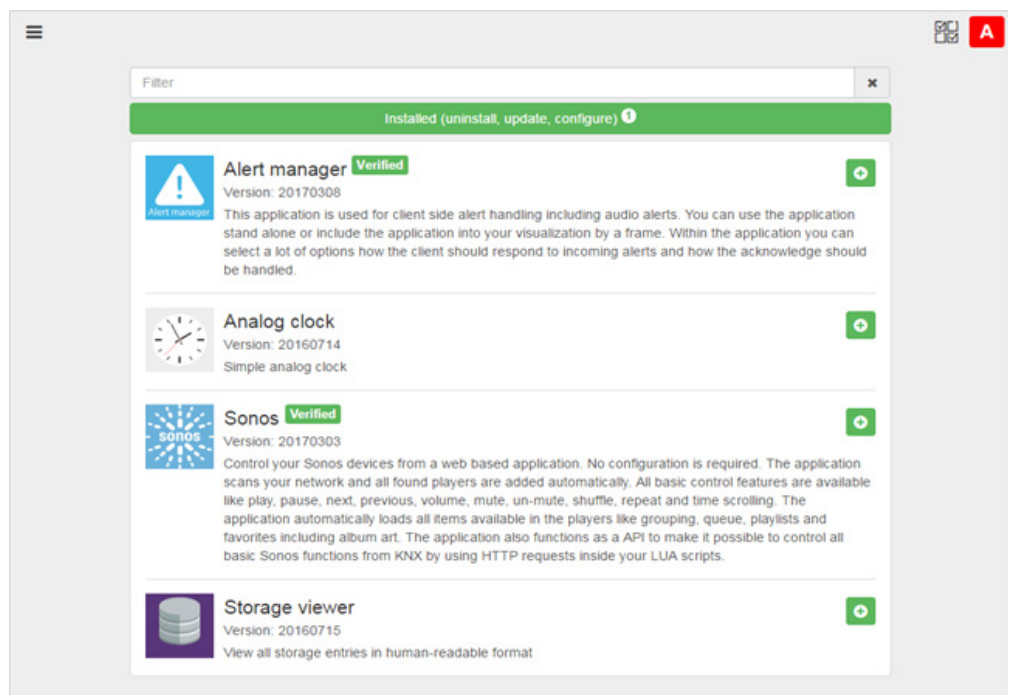 A
Filter
Installed (uninstall, update, configure) 1
Alert manager Verified
Version: 20170308
Alert manager
This application is used for client side alert handling including audio alerts. You can use the application
stand alone or include the application into your visualization by a frame. Within the application you can
select a lot of options how the client should respond to incoming alerts and how the acknowledge should
be handled.
Analog clock
Version: 20160714
Simple analog clock
Sonos Verified
sonos
Version: 20170303
Control your Sonos devices from a web based application. No configuration is required. The application
scans your network and all found players are added automatically. All basic control features are available
like play, pause, next, previous, volume, mute, un-mute, shuffle, repeat and time scrolling. The
application automatically loads all items available in the players like grouping, queue, playlists and
favorites including album art. The application also functions as a API to make it possible to control all
basic Sonos functions from KNX by using HTTP requests inside your LUA scripts.
Storage viewer
Version: 20160715
View all storage entries in human-readable format